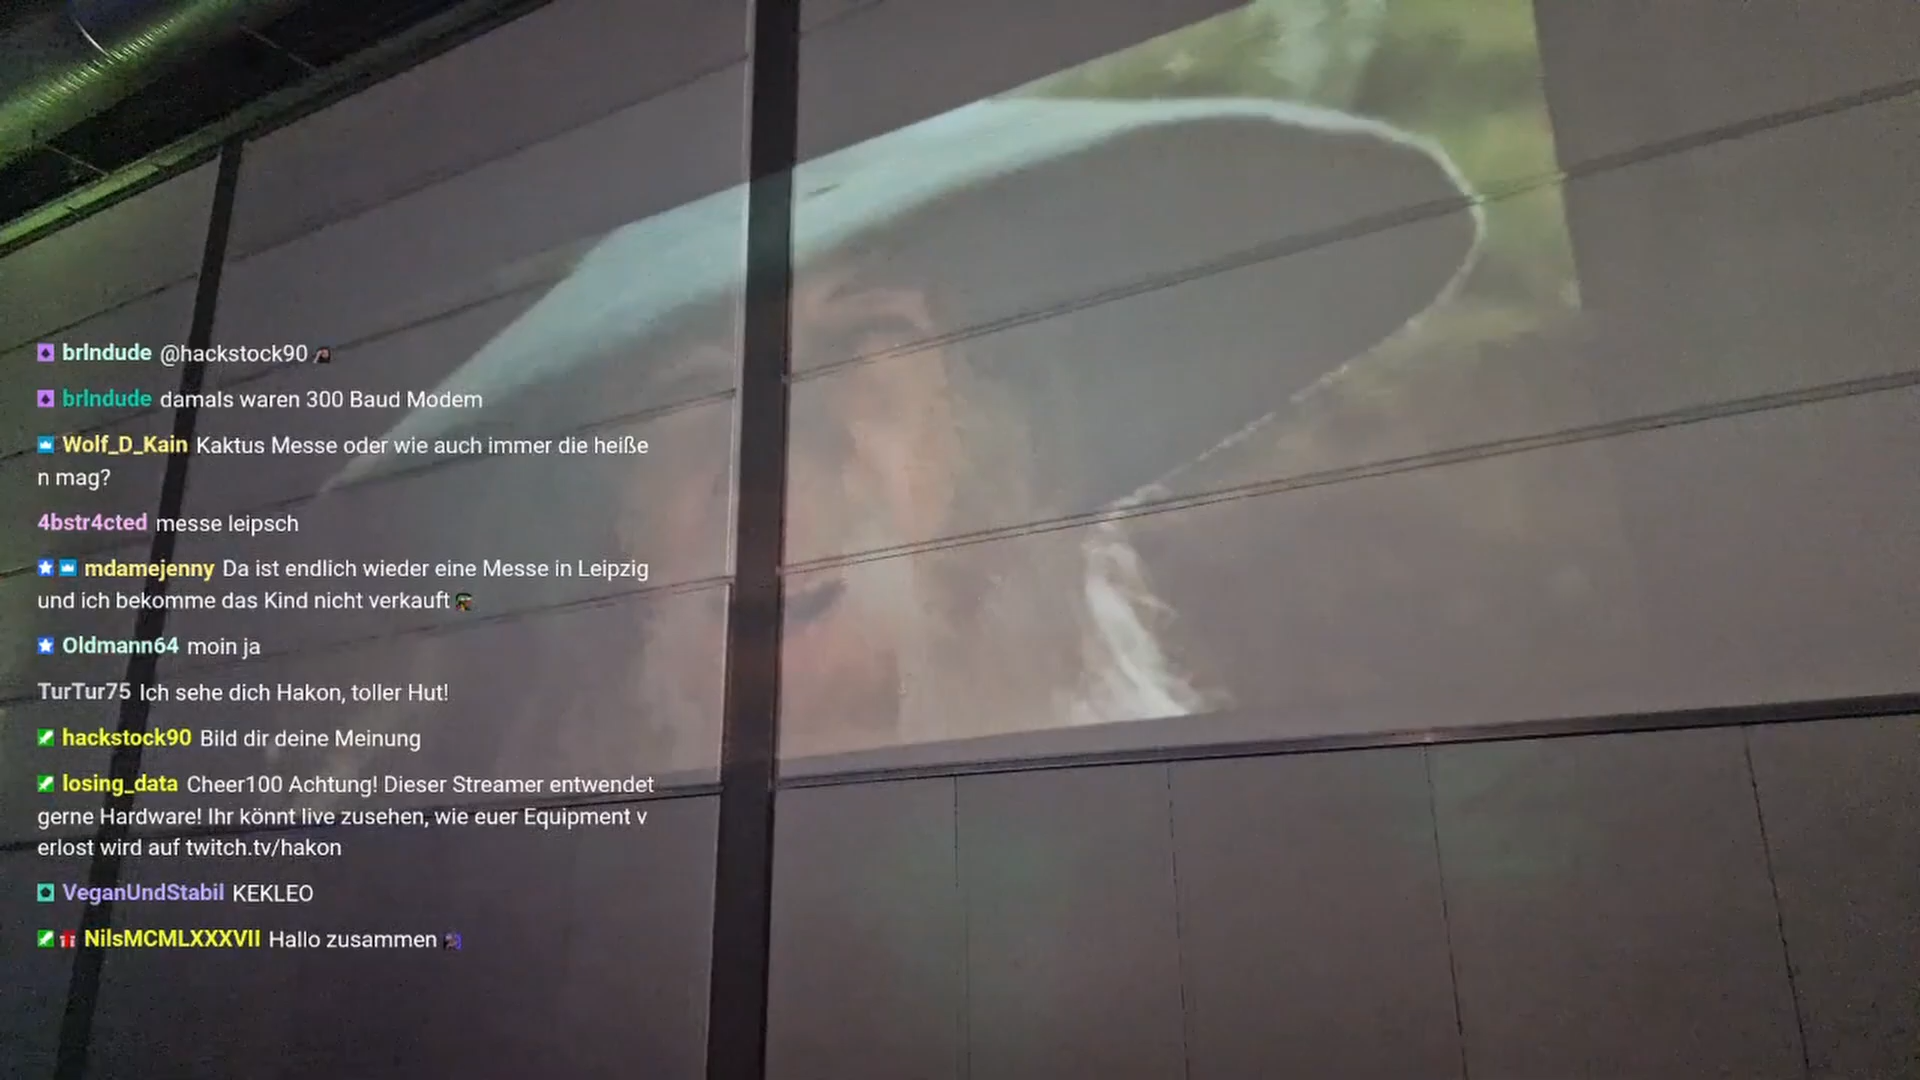 brlndude @hackstock90
brlndude damals waren 300 Baud Modem
Wolf_D_Kain Kaktus Messe oder wie auch immer die heiße
n mag?
4bstr4cted messe leipsch
mdamejenny Da ist endlich wieder eine Messe in Leipzig
und ich bekomme das Kind nicht verkauft
Oldmann64 moin ja
TurTur75 Ich sehe dich Hakon, toller Hut!
hackstock90 Bild dir deine Meinung
losing_data Cheer100 Achtung! Dieser Streamer entwendet
gerne Hardware! Ihr könnt live zusehen, wie euer Equipment v
erlost wird auf twitch.tv/hakon
VeganUndStabil KEKLEO
NilsMCMLXXXVII Hallo zusammen